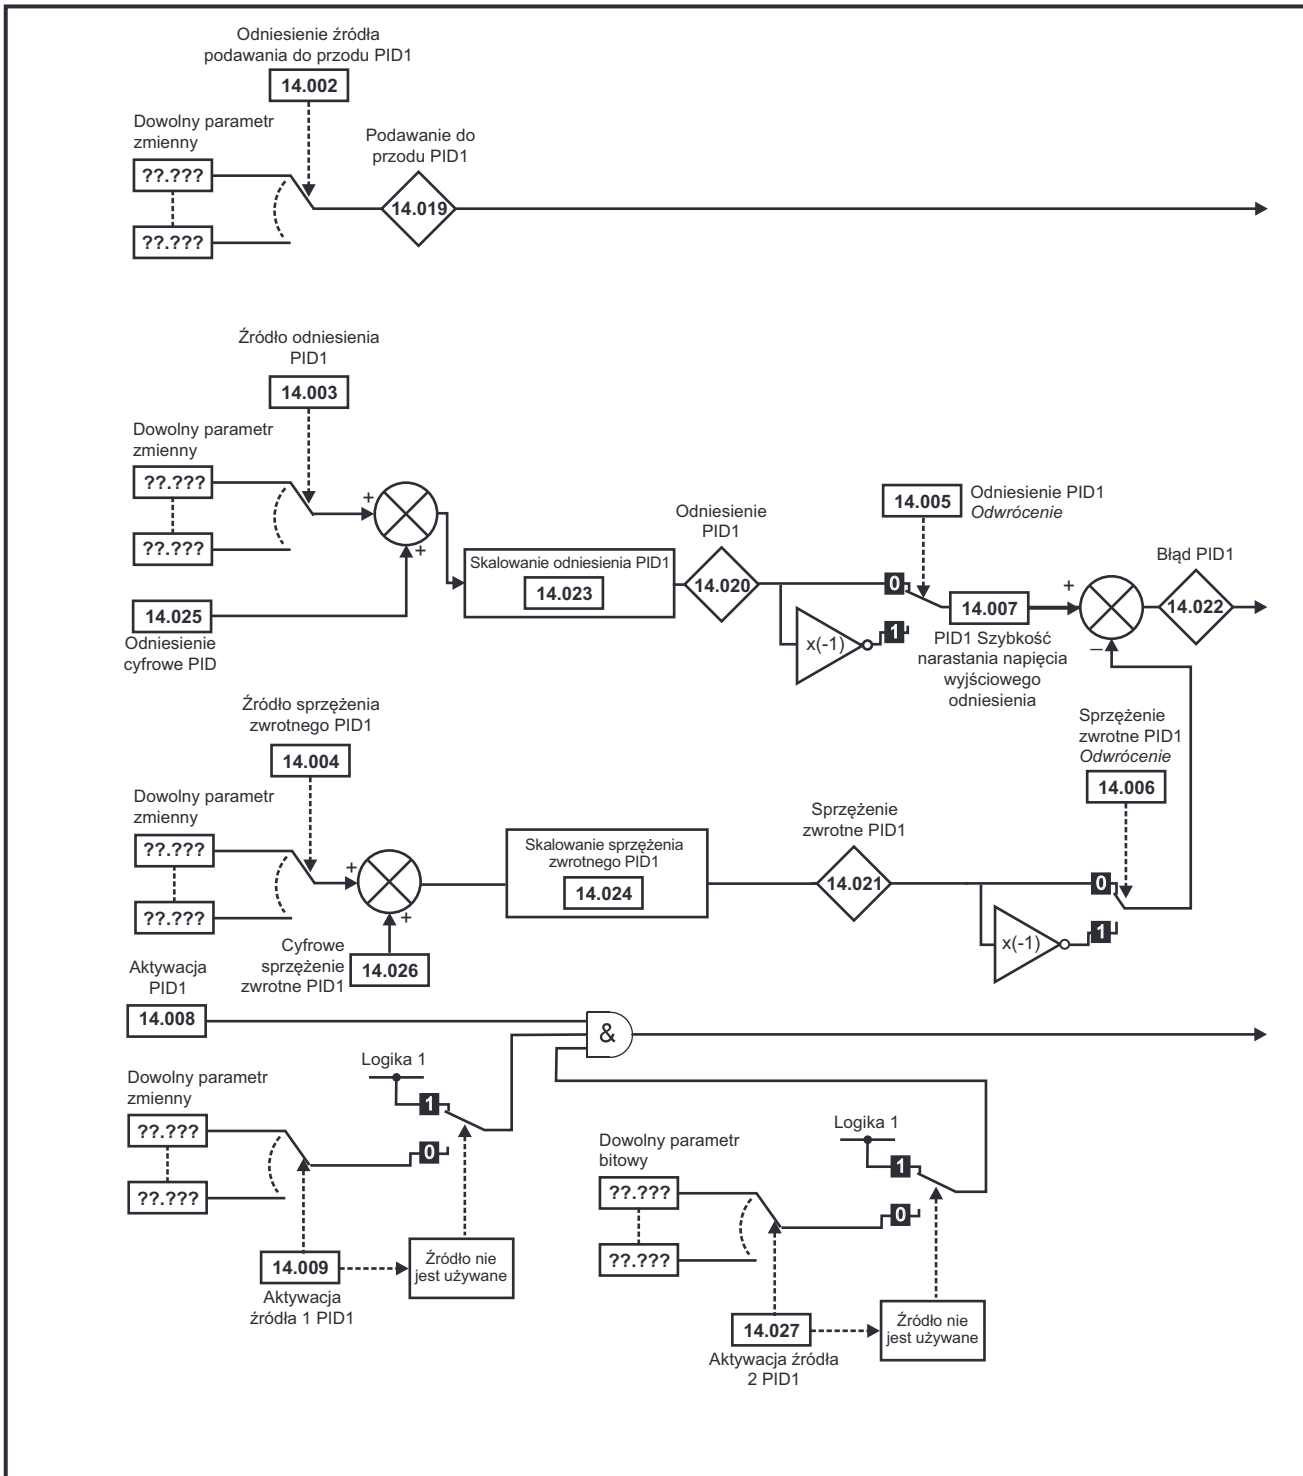 Odniesienie źródła
podawania do przodu PID1
14.002
Dowolny parametr
zmienny
??.???
??.???
Podawanie do
przodu PID1
14.019
Źródło odniesienia
PID1
14.003
Dowolny parametr
zmienny
??.???
??.???
+
+
14.025
Odniesienie
cyfrowe PID
Skalowanie odniesienia PID1
14.023
Odniesienie
PID1
14.020
x(-1)
0
1
14.005
Odniesienie PID1
Odwrócenie
14.007
PID1 Szybkość
narastania napięcia
wyjściowego
odniesienia
+
–
Błąd PID1
14.022
Źródło sprzężenia
zwrotnego PID1
14.004
Dowolny parametr
zmienny
??.???
??.???
+
+
Cyfrowe
sprzężenie
zwrotne PID1
14.026
Skalowanie sprzężenia
zwrotnego PID1
14.024
Sprzężenie
zwrotne PID1
14.021
x(-1)
0
1
Sprzężenie
zwrotne PID1
Odwrócenie
14.006
Aktywacja
PID1
14.008
&
Dowolny parametr
zmienny
??.???
??.???
Logika 1
1
0
14.009
Aktywacja
źródła 1 PID1
Źródło nie
jest używane
Dowolny parametr
bitowy
??.???
??.???
Logika 1
1
0
14.027
Aktywacja źródła
2 PID1
Źródło nie
jest używane